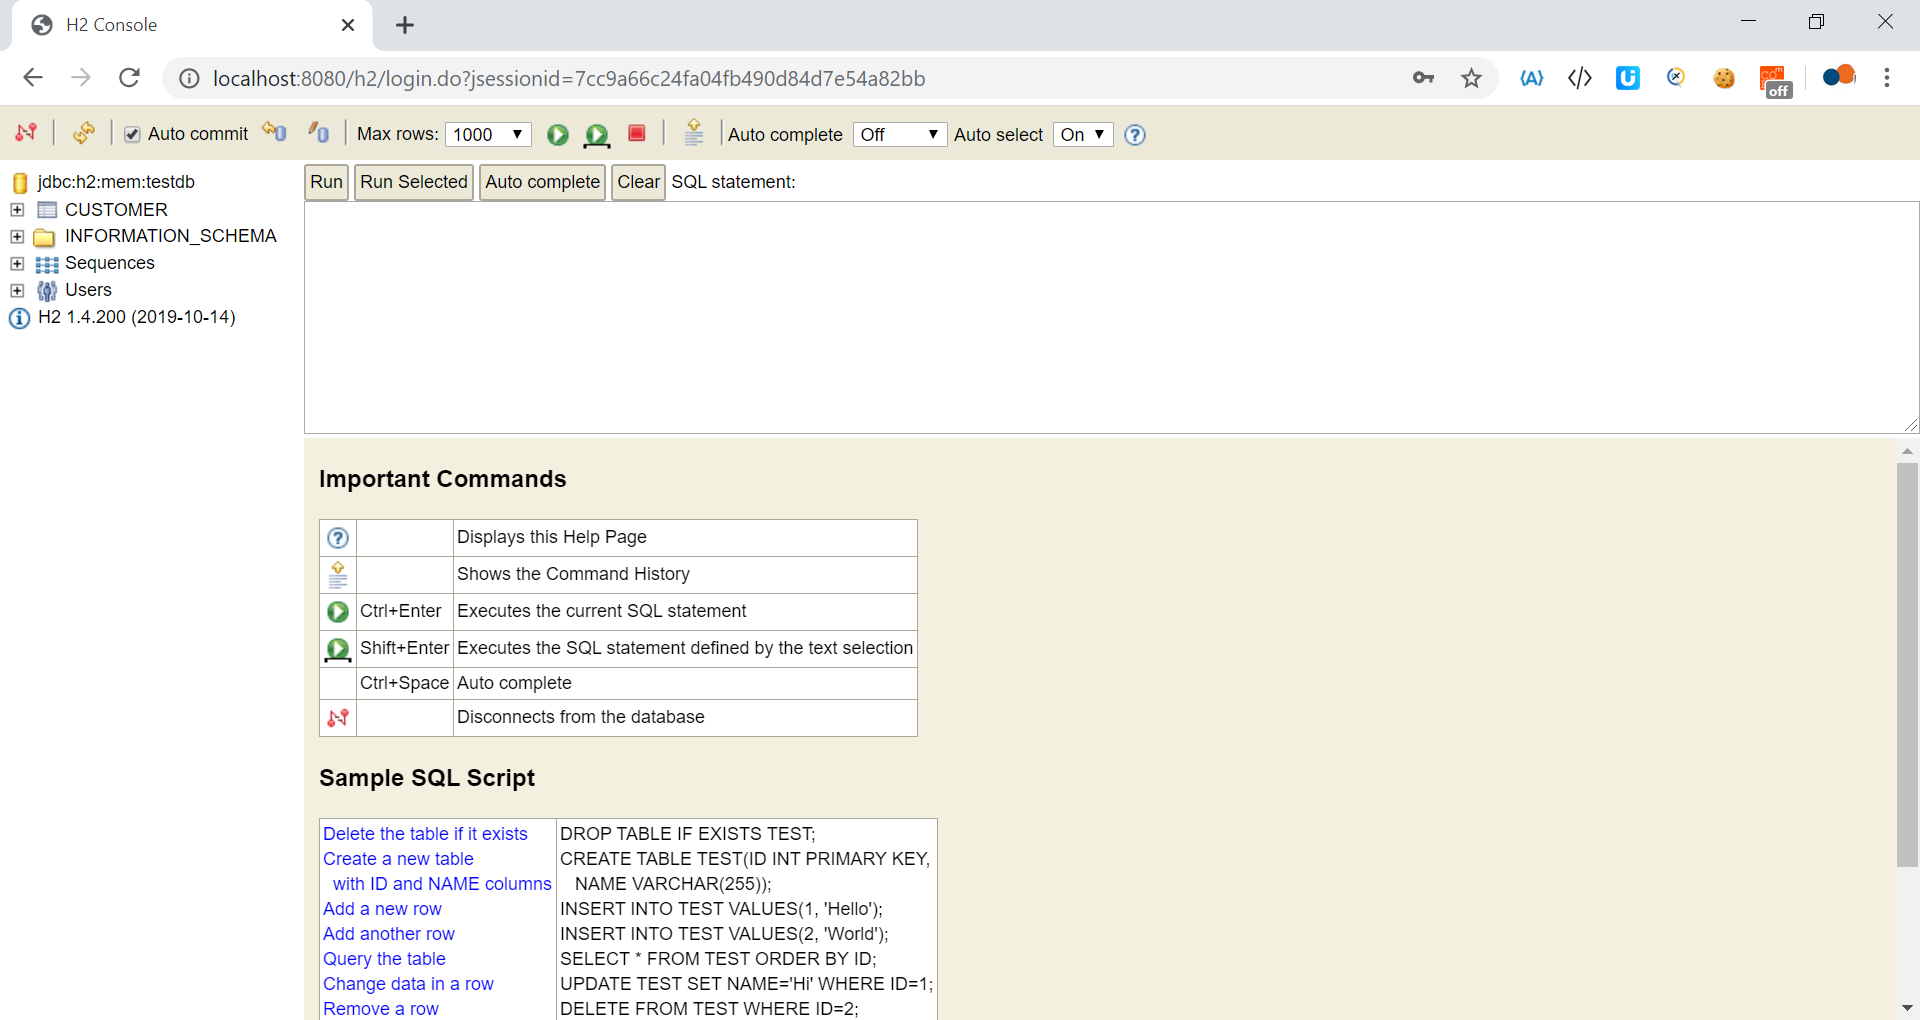 H2 Console
localhost:8080/h2/login.do?jsessionid=7cc9a66c24fa04fb490d84d7e54a82bb
off
Auto commit Max rows: 1000 Auto complete Off Auto select On
jdbc:h2:mem:testdb
CUSTOMER
INFORMATION_SCHEMA
Sequences
Users
H2 1.4.200 (2019-10-14)
Run Run Selected Auto complete Clear SQL statement:
Important Commands
Displays this Help Page
Shows the Command History
Ctrl+Enter Executes the current SQL statement
Shift+Enter Executes the SQL statement defined by the text selection
Ctrl+Space Auto complete
Disconnects from the database
Sample SQL Script
Delete the table if it exists DROP TABLE IF EXISTS TEST;
Create a new table CREATE TABLE TEST(ID INT PRIMARY KEY,
with ID and NAME columns NAME VARCHAR(255));
Add a new row INSERT INTO TEST VALUES(1, 'Hello');
Add another row INSERT INTO TEST VALUES(2, 'World');
Query the table SELECT * FROM TEST ORDER BY ID;
Change data in a row UPDATE TEST SET NAME='Hi' WHERE ID=1;
Remove a row DELETE FROM TEST WHERE ID=2;